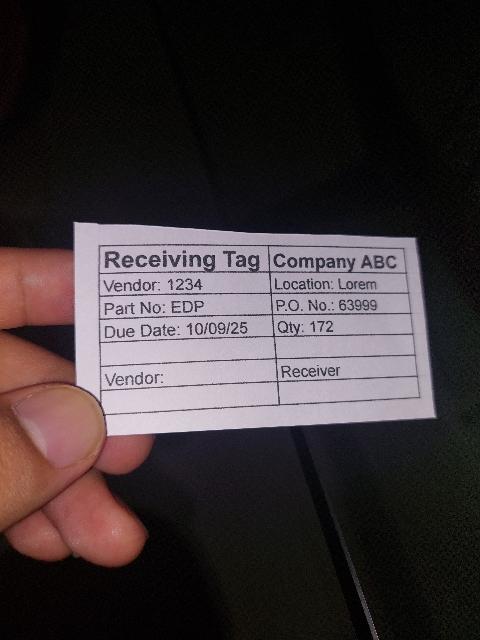 Receiving Tag Company ABC
Vendor: 1234 Location: Lorem
Part No: EDP P.O. No.: 63999
Due Date: 10/09/25 Qty: 172
Vendor: Receiver